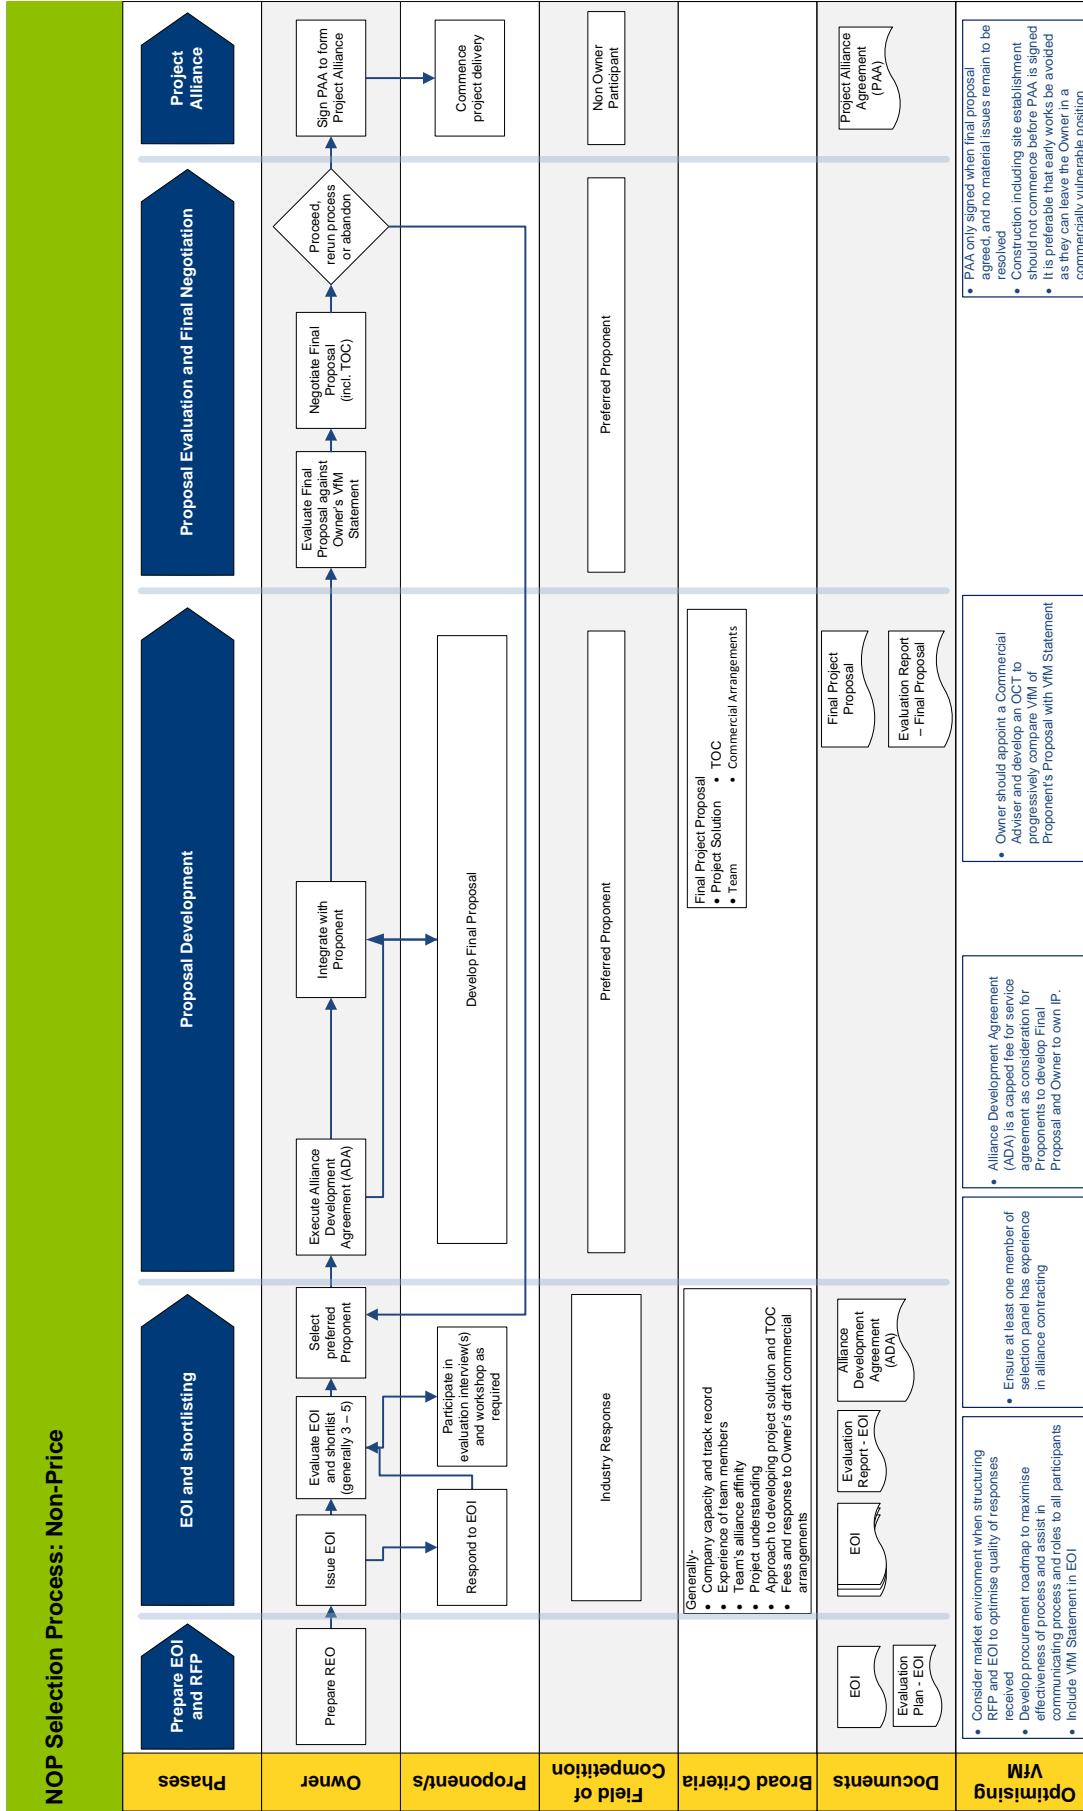 NOP Selection Process: Non-Price
Phases
Prepare EOI
and RFP
EOI and shortlisting
Proposal Development
Proposal Evaluation and Final Negotiation
Project
Alliance
Owner
Prepare REO
Issue EOI
Evaluate EOI
and shortlist
(generally 3 – 5)
Select
preferred
Proponent
Execute Alliance
Development
Agreement (ADA)
Integrate with
Proponent
Evaluate Final
Proposal against
Owner's VfM
Statement
Negotiate Final
Proposal
(incl. TOC)
Proceed,
rerun process
or abandon
Sign PAA to form
Project Alliance
Proponent/s
Respond to EOI
Participate in
evaluation interview(s)
and workshop as
required
Develop Final Proposal
Commence
project delivery
Field of
Competition
Industry Response
Preferred Proponent
Preferred Proponent
Non Owner
Participant
Broad Criteria
Generally-
• Company capacity and track record
• Experience of team members
• Team's alliance affinity
• Project understanding
• Approach to developing project solution and TOC
• Fees and response to Owner's draft commercial
arrangements
Final Project Proposal
• Project Solution • TOC
• Team • Commercial Arrangements
Documents
EOI
Evaluation
Plan - EOI
EOI
Evaluation
Report - EOI
Alliance
Development
Agreement
(ADA)
Final Project
Proposal
Evaluation Report
– Final Proposal
Project Alliance
Agreement
(PAA)
Optimising
VfM
• Consider market environment when structuring
RFP and EOI to optimise quality of responses
received
• Develop procurement roadmap to maximise
effectiveness of process and assist in
communicating process and roles to all participants
• Include VfM Statement in EOI
• Ensure at least one member of
selection panel has experience
in alliance contracting
• Alliance Development Agreement
(ADA) is a capped fee for service
agreement as consideration for
Proponents to develop Final
Proposal and Owner to own IP.
• Owner should appoint a Commercial
Adviser and develop an OCT to
progressively compare VfM of
Proponent's Proposal with VfM Statement
• PAA only signed when final proposal
agreed, and no material issues remain to be
resolved
• Construction including site establishment
should not commence before PAA is signed
• It is preferable that early works be avoided
as they can leave the Owner in a
commercially vulnerable position